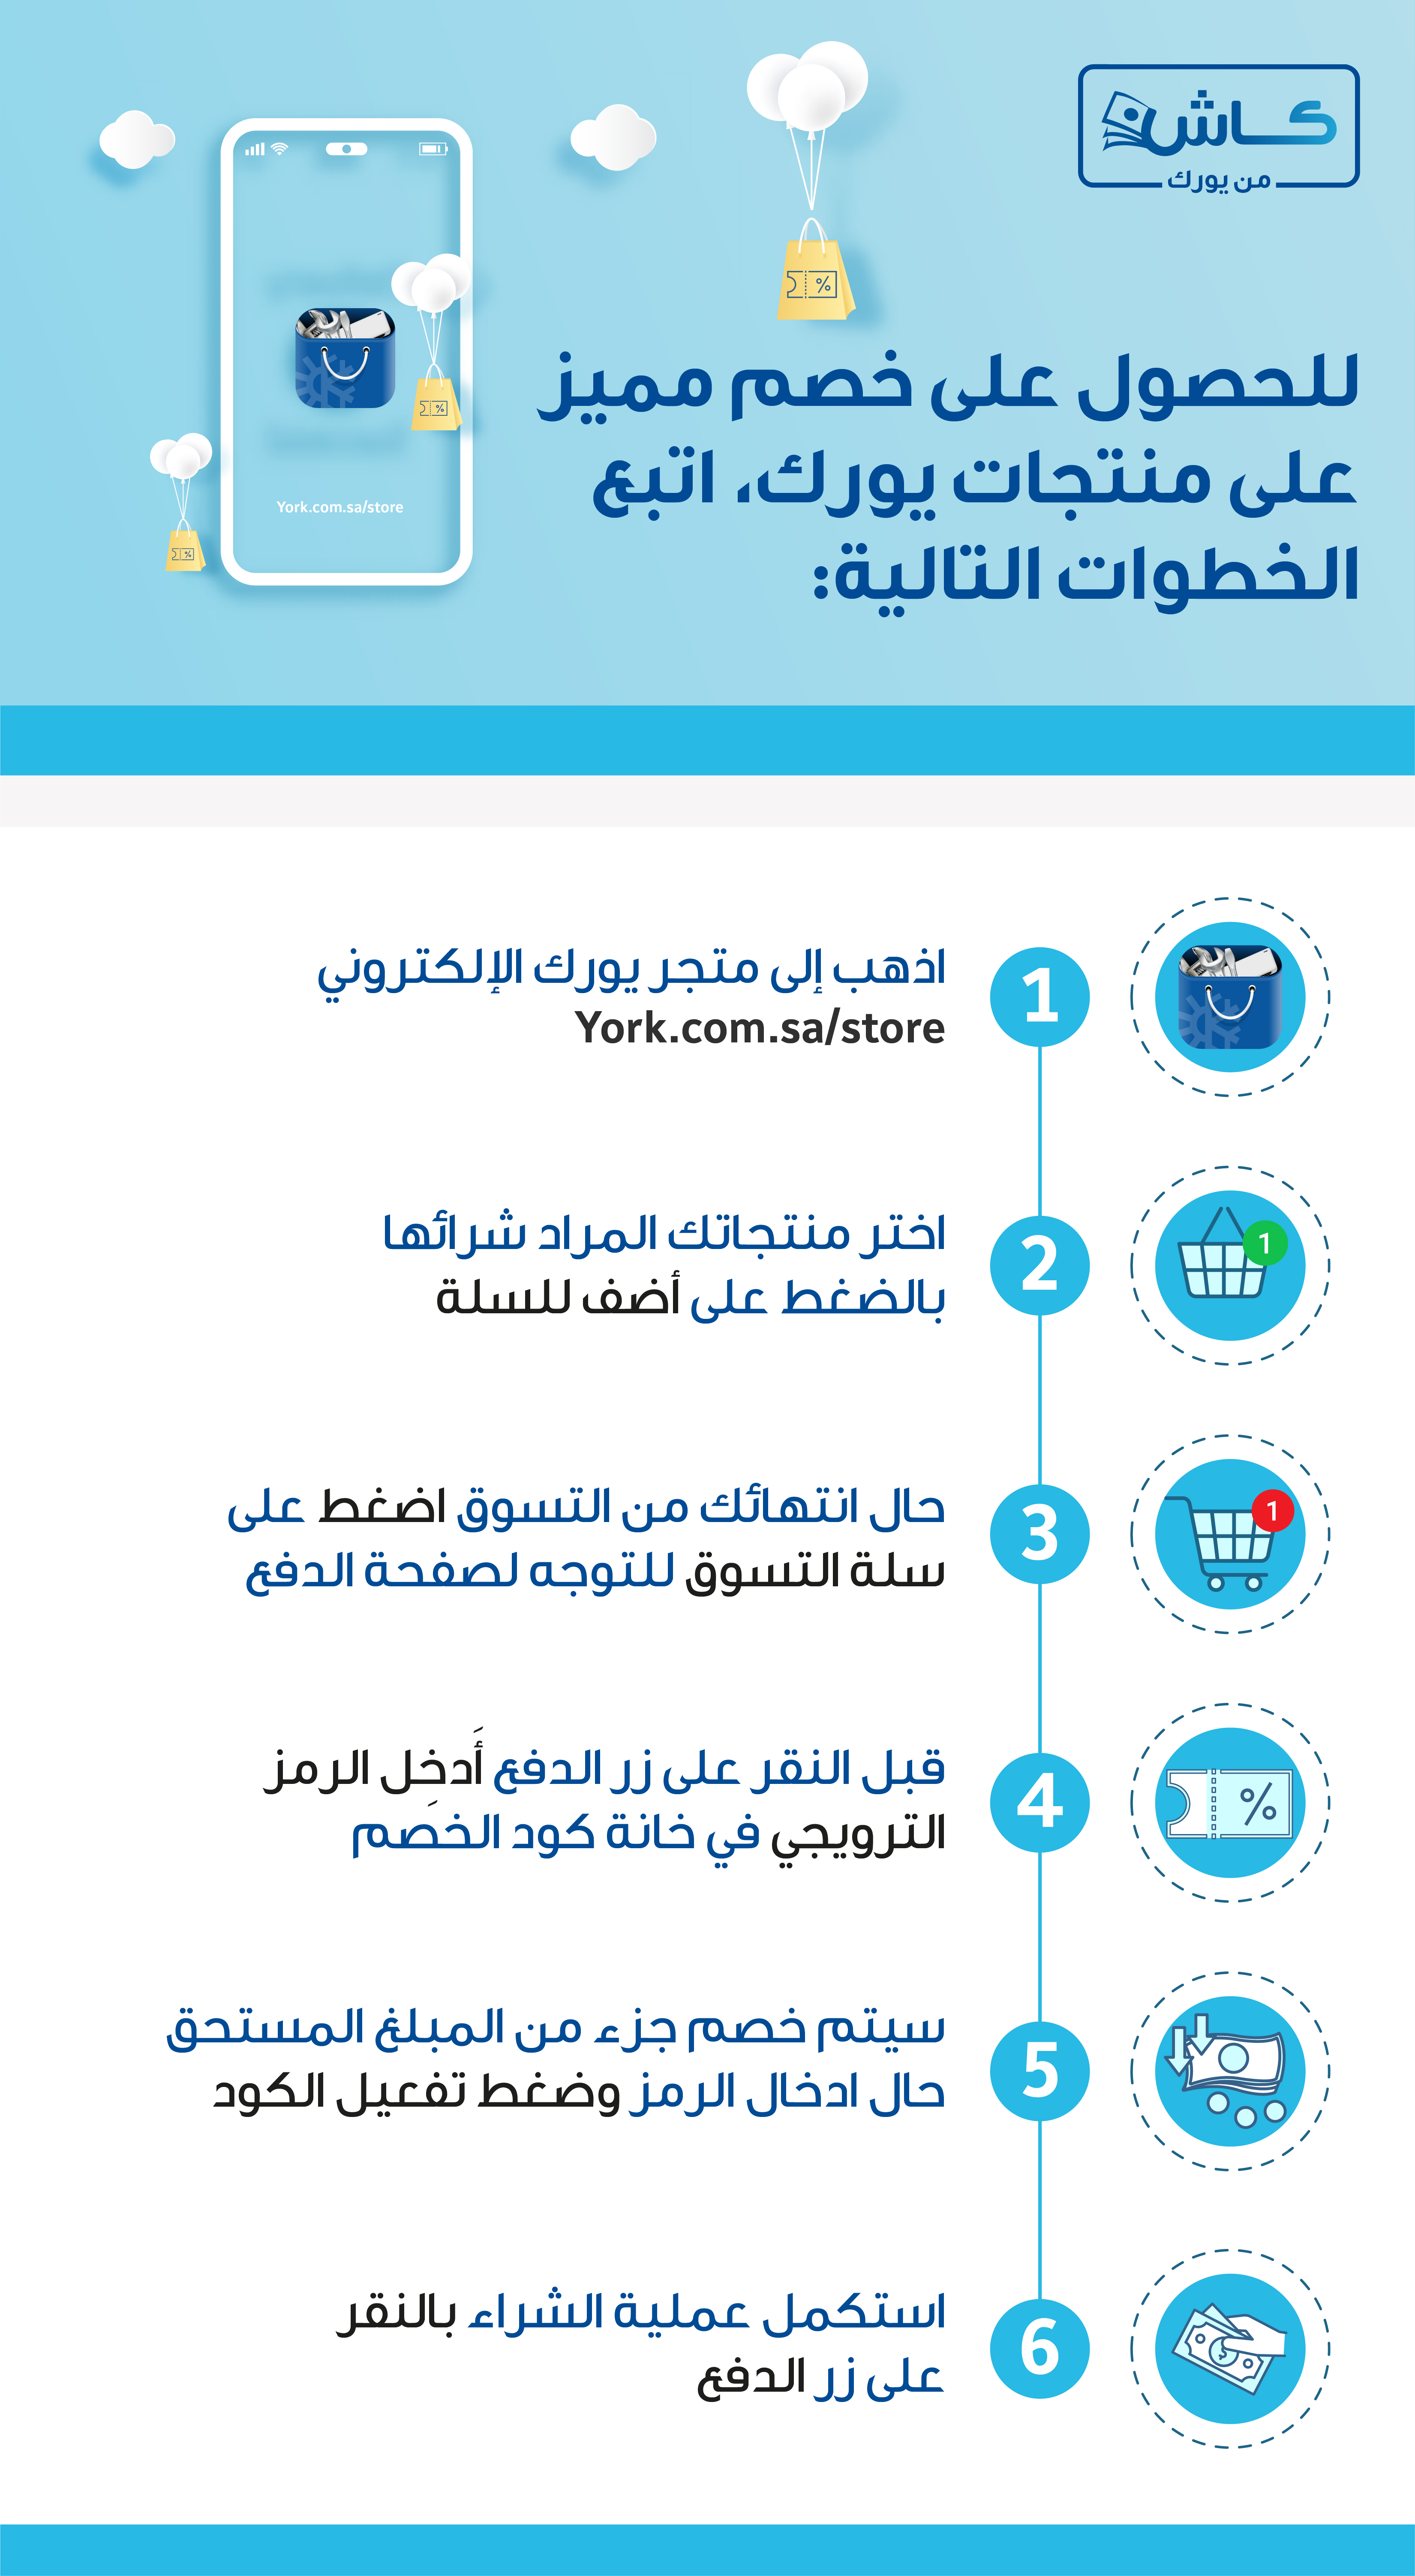 كاش
من يورك
للحصول على خصم مميز
على منتجات يورك، اتبع
الخطوات التالية:
%
%
%
York.com.sa/store
1
اذهب إلى متجر يورك الإلكتروني
York.com.sa/store
1
2
اختر منتجاتك المراد شرائها
بالضغط على أضف للسلة
1
3
حال انتهائك من التسوق اضغط على
سلة التسوق للتوجه لصفحة الدفع
%
4
قبل النقر على زر الدفع أَدخِل الرمز
الترويجي في خانة كود الخَصم
5
سيتم خصم جزء من المبلغ المستحق
حال ادخال الرمز وضغط تفعيل الكود
$
6
استكمل عملية الشراء بالنقر
على زر الدفع